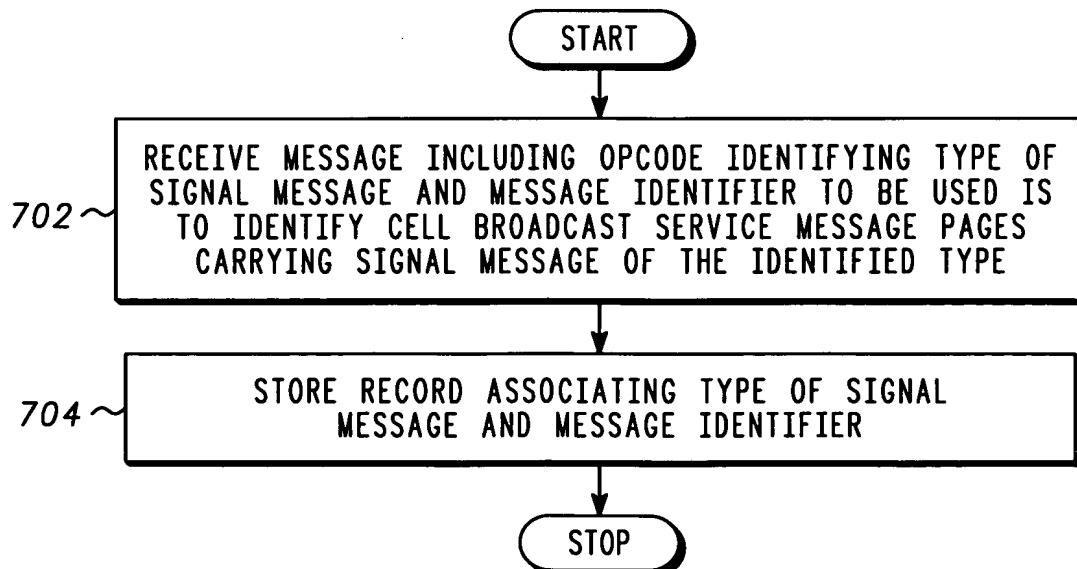 START
702
RECEIVE MESSAGE INCLUDING OPCODE IDENTIFYING TYPE OF
SIGNAL MESSAGE AND MESSAGE IDENTIFIER TO BE USED IS
TO IDENTIFY CELL BROADCAST SERVICE MESSAGE PAGES
CARRYING SIGNAL MESSAGE OF THE IDENTIFIED TYPE
704
STORE RECORD ASSOCIATING TYPE OF SIGNAL
MESSAGE AND MESSAGE IDENTIFIER
STOP